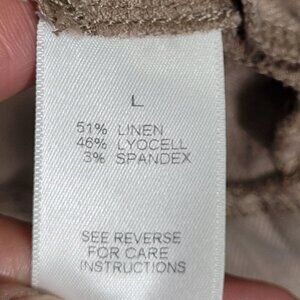 L
51% LINEN
46% LYOCELL
3% SPANDEX
SEE REVERSE
FOR CARE
INSTRUCTIONS